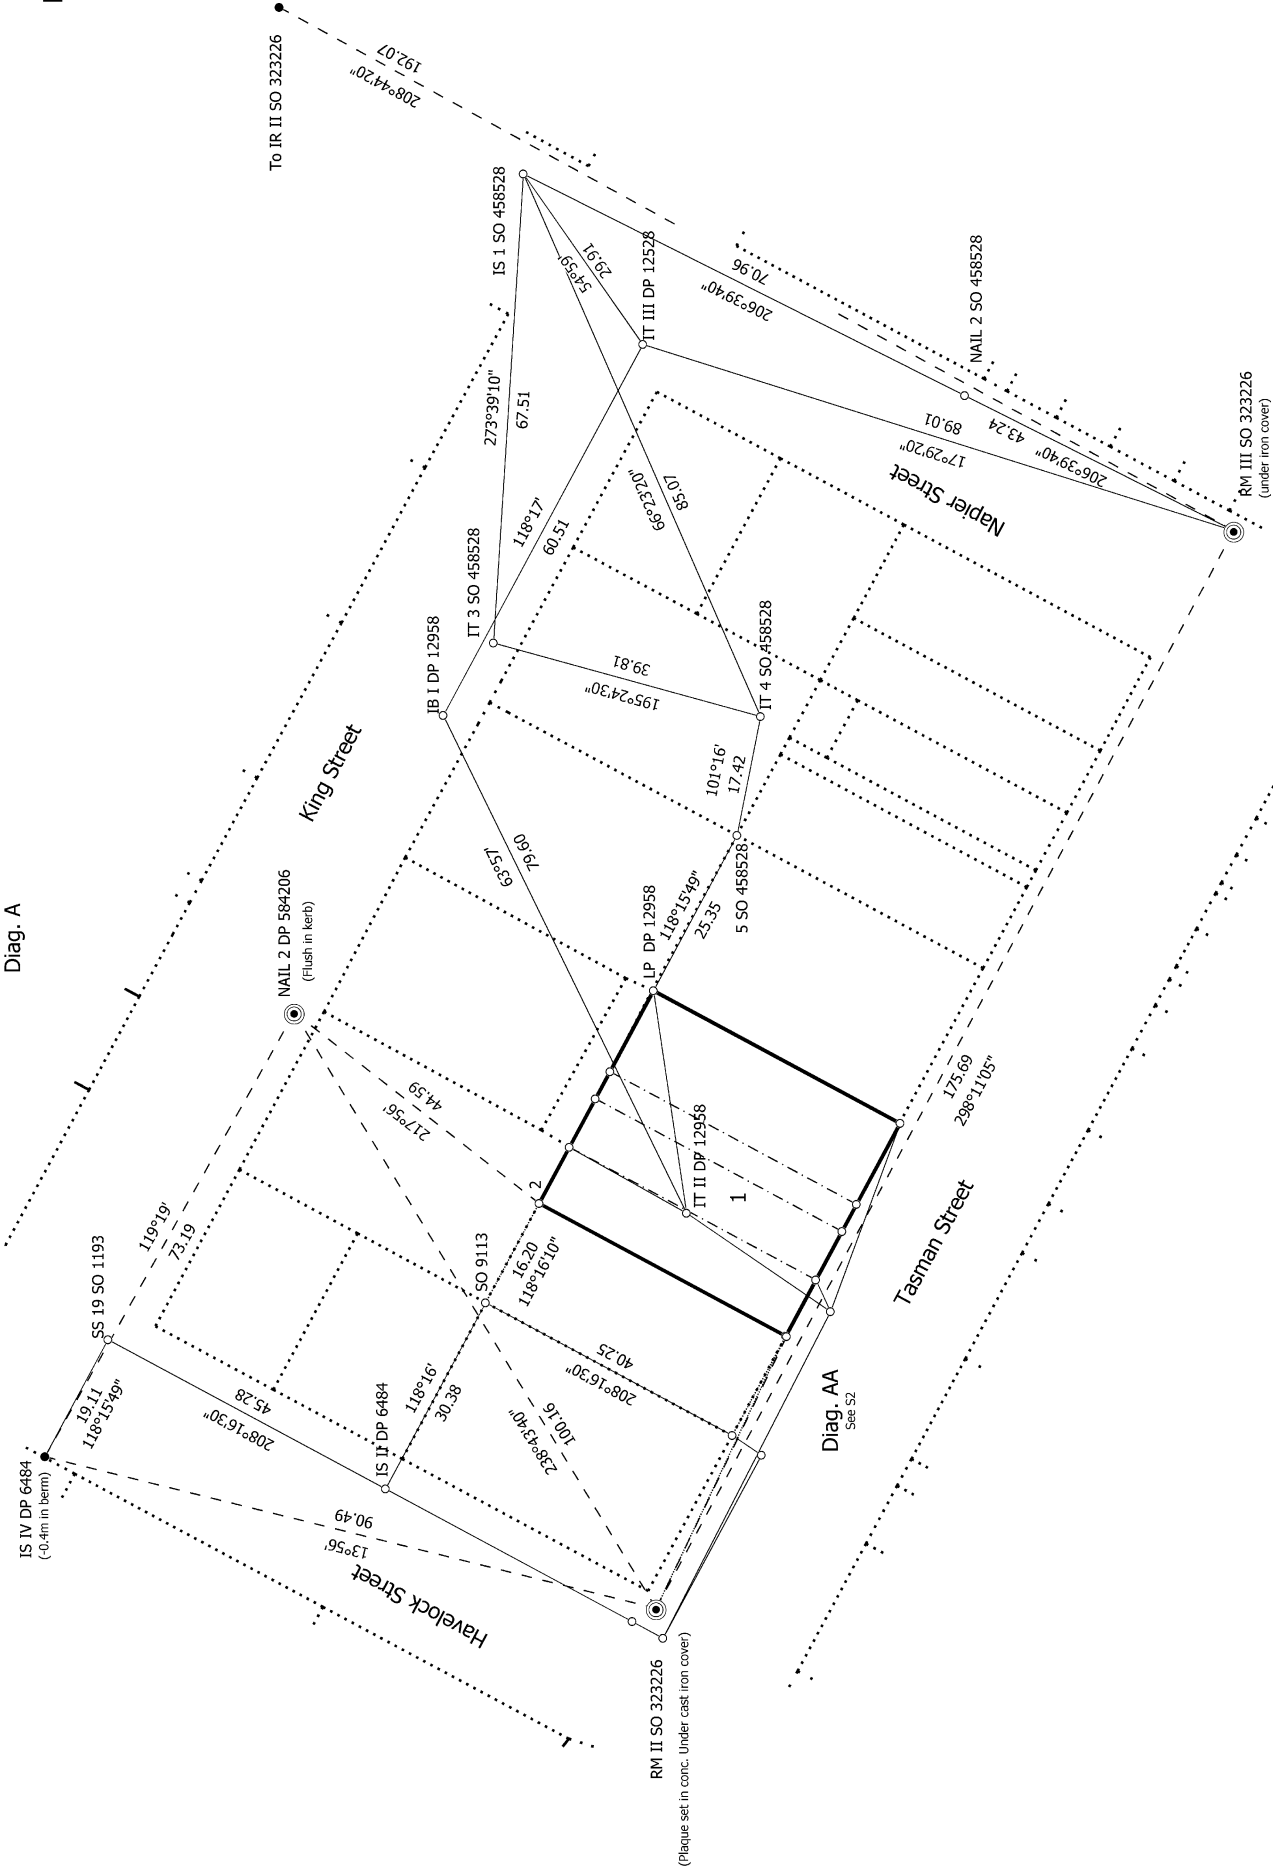 Diag. A
To IR II SO 323226
192.07
208°44'20"
IS 1 SO 458528
29.91
54°59'
IT III DP 12528
70.96
206°39'40"
NAIL 2 SO 458528
273°39'10"
67.51
89.01
17°29'20"
43.24
206°39'40"
RM III SO 323226
(under iron cover)
Napier Street
118°17'
60.51
66°23'20"
85.07
IT 3 SO 458528
IB I DP 12958
39.81
195°24'30"
IT 4 SO 458528
King Street
101°16'
17.42
63°57'
79.60
5 SO 458528
118°15'49"
25.35
LP DP 12958
NAIL 2 DP 584206
(Flush in kerb)
44.59
217°56'
175.69
298°11'05"
IT II DP 12958
1
2
Tasman Street
119°19'
73.19
SS 19 SO 1193
SO 9113
16.20
118°16'10"
40.25
208°16'30"
19.11
118°15'49"
45.28
208°16'30"
118°16'
30.38
IS II DP 6484
238°43'40"
100.16
Diag. AA
See S2
IS IV DP 6484
(-0.4m in berm)
90.49
13°56'
Havelock Street
RM II SO 323226
(Plaque set in conc. Under cast iron cover)